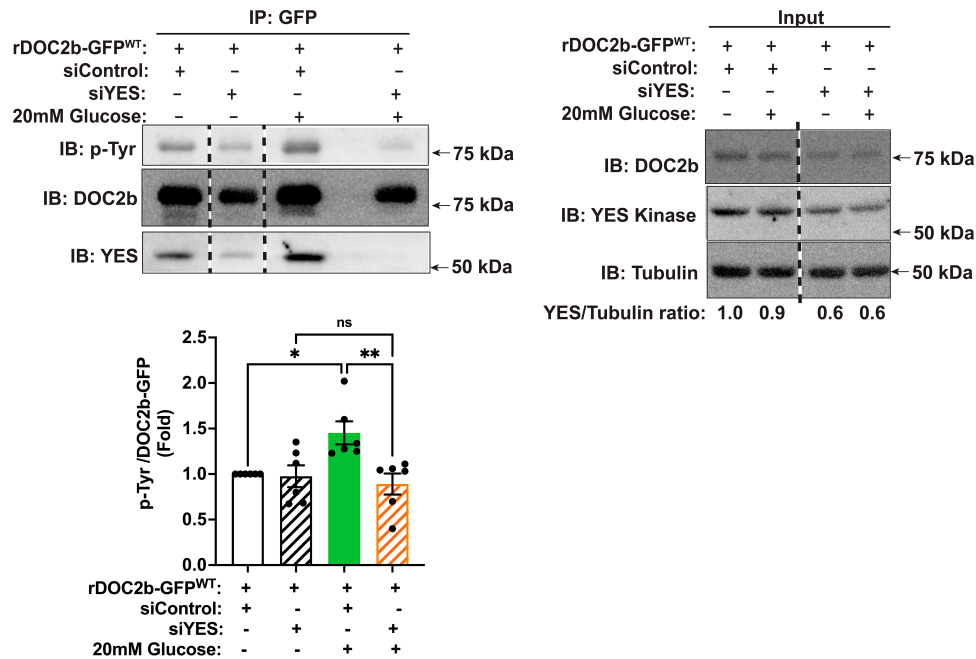 IP: GFP
rDOC2b-GFPWT: + + + +
siControl: + – + –
siYES: – + – +
20mM Glucose: – – + +
IB: p-Tyr
75 kDa
IB: DOC2b
75 kDa
IB: YES
50 kDa
Input
rDOC2b-GFPWT: + + + +
siControl: + + – –
siYES: – – + +
20mM Glucose: – + – +
IB: DOC2b
75 kDa
IB: YES Kinase
50 kDa
IB: Tubulin
50 kDa
YES/Tubulin ratio: 1.0 0.9 0.6 0.6
p-Tyr /DOC2b-GFP
(Fold)
2.5
2.0
1.5
1.0
0.5
0.0
ns
* **
rDOC2b-GFPWT: + + + +
siControl: + - + -
siYES: - + - +
20mM Glucose: - - + +